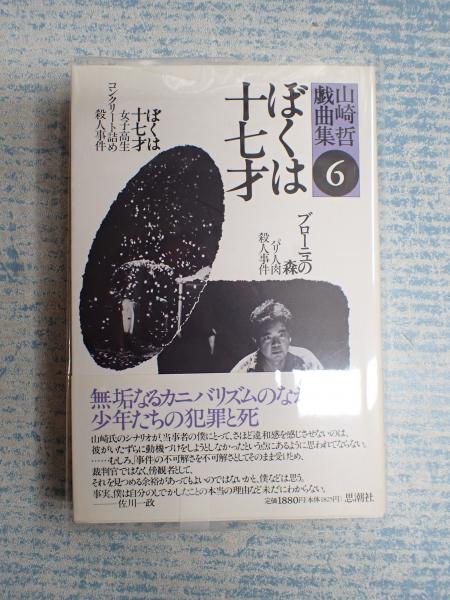 山崎哲
戯曲集
6
ぼくは
十七才
ぼくは
十七才
女子高生
コンクリート詰め
殺人事件
ブローニュの
森
パリ人肉
殺人事件
無垢なるカニバリズムのなか
少年たちの犯罪と死
山崎氏のシナリオが、当事者の僕にとって、さほど違和感を感じさせないのは、
彼がいたずらに動機づけをしようとしなかったという点にあるように思われてならない。
……むしろ、「事件」の不可解さを不可解さとしてそのまま受けとめ、
裁判官ではなく、傍観者として、
それを見つめる余裕があってもよいのではないかと、僕などは思う。
事実、僕は自分のしでかしたことの本当の理由など未だにわからない。
――佐川一政
定価1880円(本体1825円)
思潮社